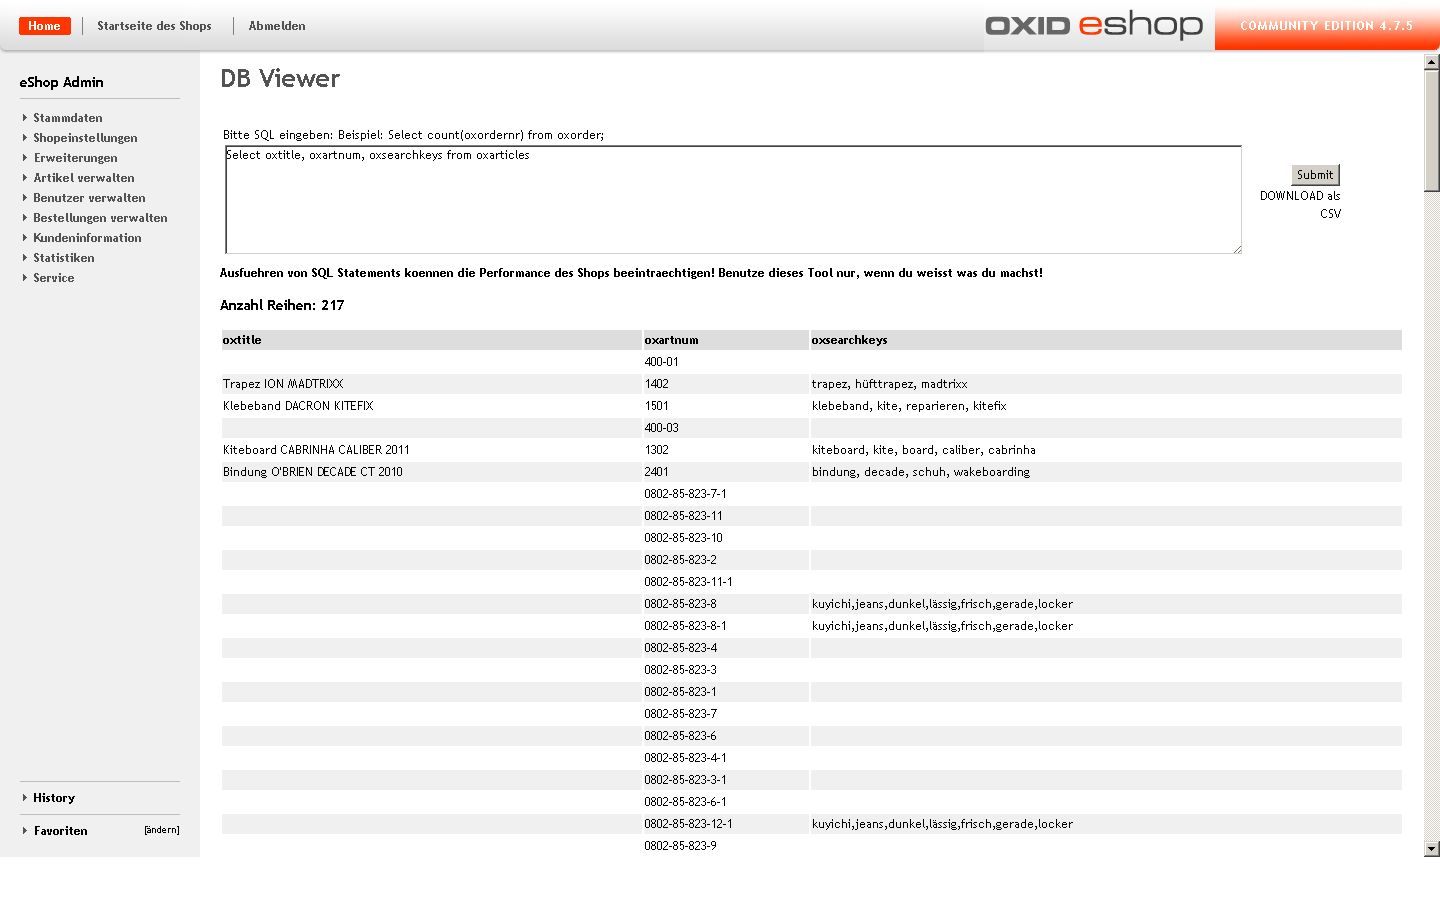 Home
Startseite des Shops
Abmelden
OXID eshop
COMMUNITY EDITION 4.7.5
eShop Admin
Stammdaten
Shopeinstellungen
Erweiterungen
Artikel verwalten
Benutzer verwalten
Bestellungen verwalten
Kundeninformation
Statistiken
Service
History
Favoriten [ändern]
DB Viewer
Bitte SQL eingeben: Beispiel: Select count(oxordernr) from oxorder;
Select oxtitle, oxartnum, oxsearchkeys from oxarticles
Submit
DOWNLOAD als
CSV
Ausfuehren von SQL Statements koennen die Performance des Shops beeintraechtigen! Benutze dieses Tool nur, wenn du weisst was du machst!
Anzahl Reihen: 217
oxtitle oxartnum oxsearchkeys
400-01
Trapez ION MADTRIXX 1402 trapez, hüfttrapez, madtrixx
Klebeband DACRON KITEFIX 1501 klebeband, kite, reparieren, kitefix
400-03
Kiteboard CABRINHA CALIBER 2011 1302 kiteboard, kite, board, caliber, cabrinha
Bindung O'BRIEN DECADE CT 2010 2401 bindung, decade, schuh, wakeboarding
0802-85-823-7-1
0802-85-823-11
0802-85-823-10
0802-85-823-2
0802-85-823-11-1
0802-85-823-8 kuyichi,jeans,dunkel,lässig,frisch,gerade,locker
0802-85-823-8-1 kuyichi,jeans,dunkel,lässig,frisch,gerade,locker
0802-85-823-4
0802-85-823-3
0802-85-823-1
0802-85-823-7
0802-85-823-6
0802-85-823-4-1
0802-85-823-3-1
0802-85-823-6-1
0802-85-823-12-1 kuyichi,jeans,dunkel,lässig,frisch,gerade,locker
0802-85-823-9